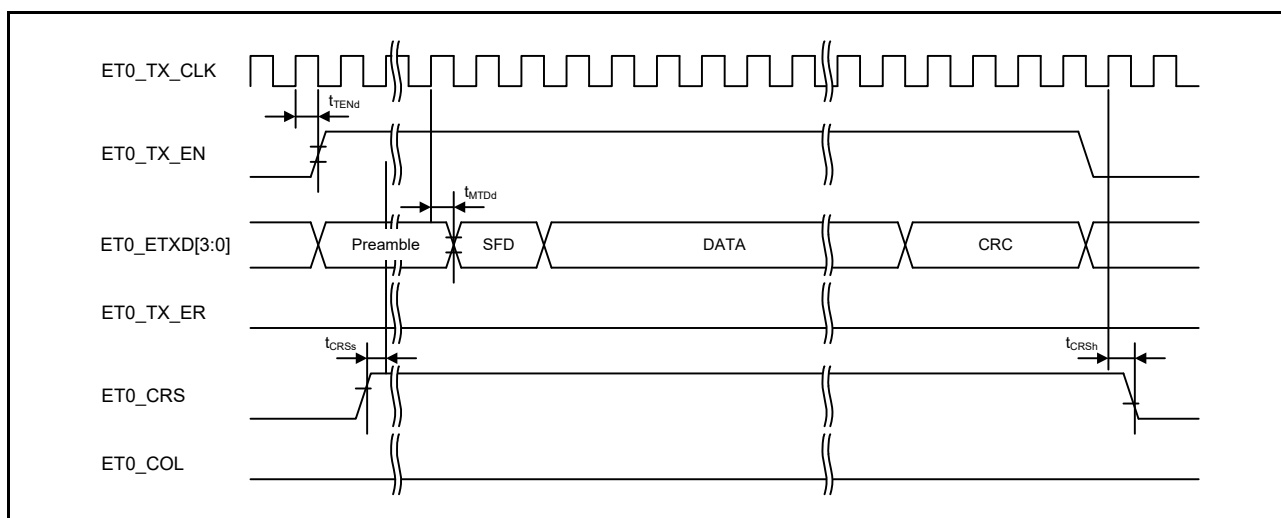 ET0_TX_CLK
tTENd
ET0_TX_EN
tMTDd
ET0_ETXD[3:0] Preamble SFD DATA CRC
ET0_TX_ER
tCRSs tCRSh
ET0_CRS
ET0_COL